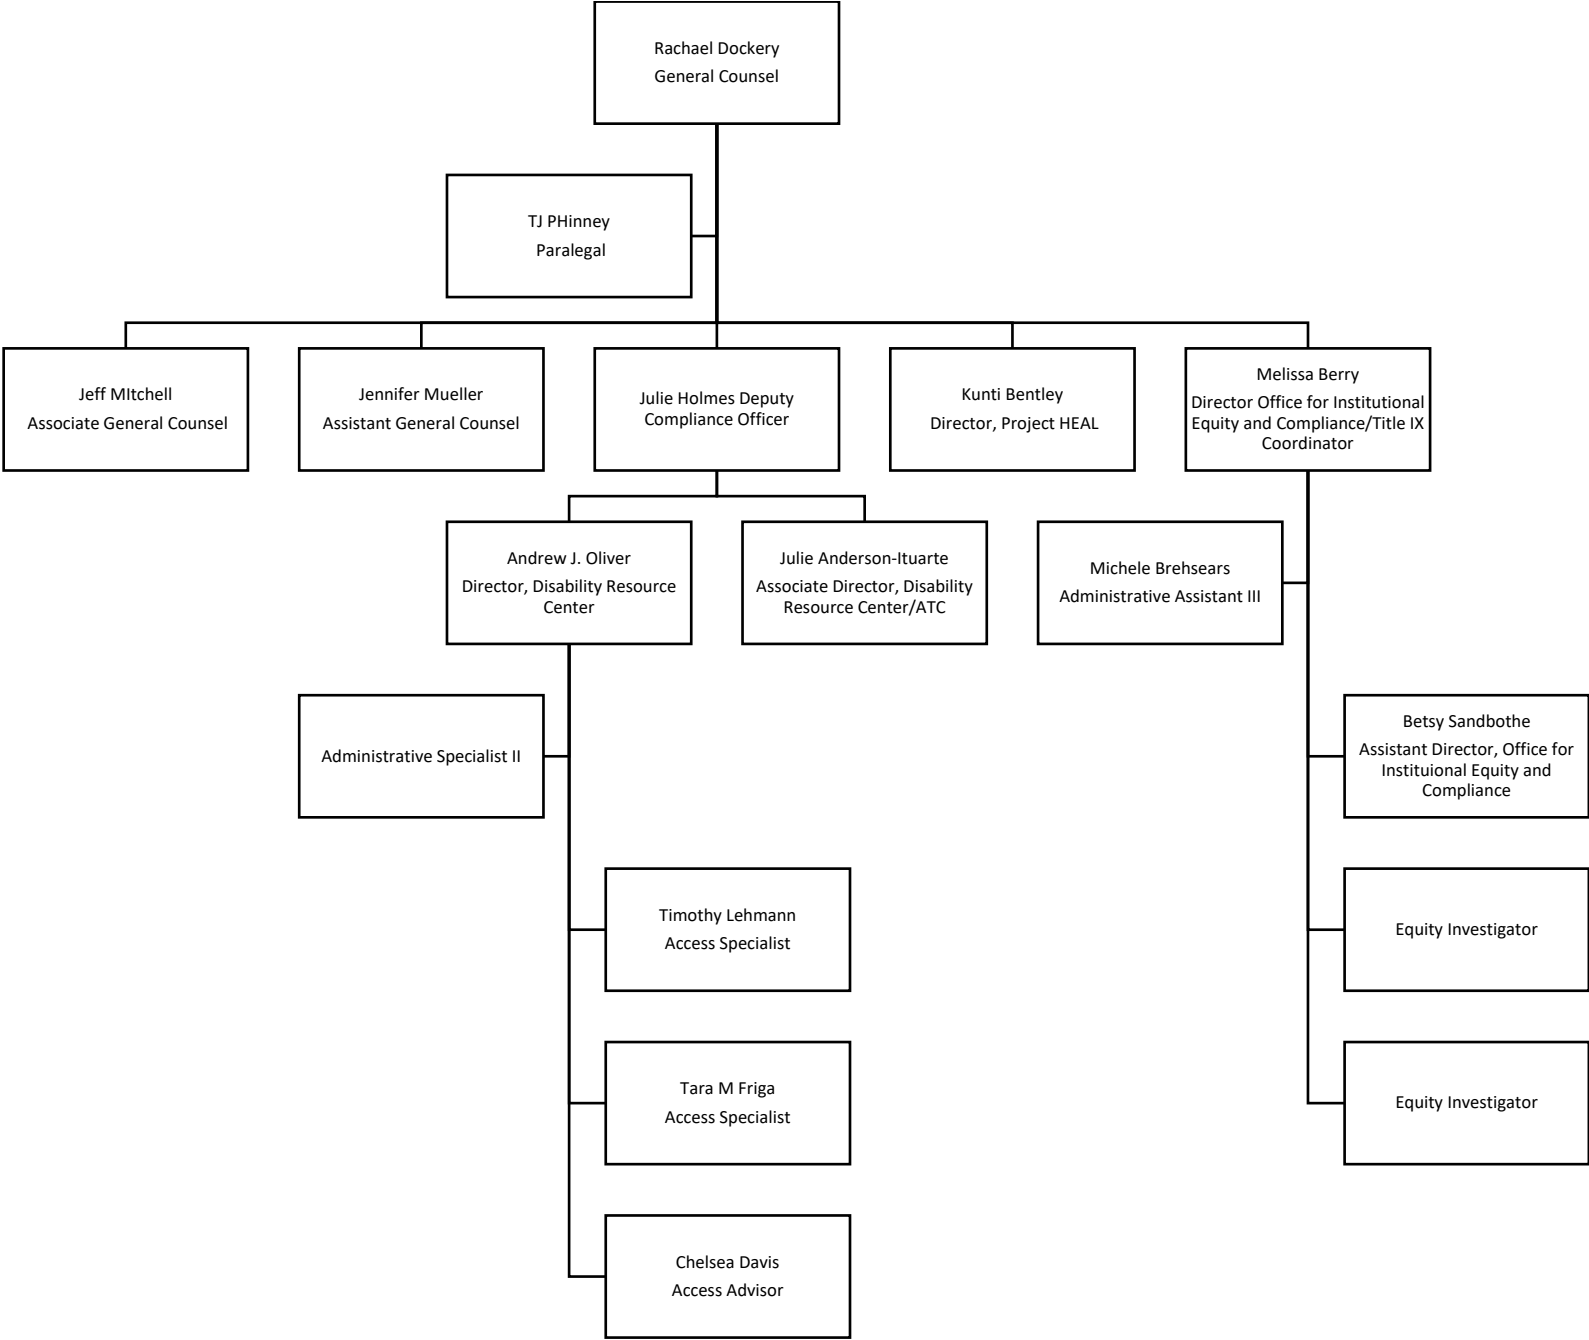 Rachael Dockery
General Counsel
TJ PHinney
Paralegal
Jeff MItchell
Associate General Counsel
Jennifer Mueller
Assistant General Counsel
Julie Holmes Deputy
Compliance Officer
Kunti Bentley
Director, Project HEAL
Melissa Berry
Director Office for Institutional
Equity and Compliance/Title IX
Coordinator
Andrew J. Oliver
Director, Disability Resource
Center
Julie Anderson-Ituarte
Associate Director, Disability
Resource Center/ATC
Michele Brehsears
Administrative Assistant III
Administrative Specialist II
Betsy Sandbothe
Assistant Director, Office for
Instituional Equity and
Compliance
Timothy Lehmann
Access Specialist
Equity Investigator
Tara M Friga
Access Specialist
Equity Investigator
Chelsea Davis
Access Advisor